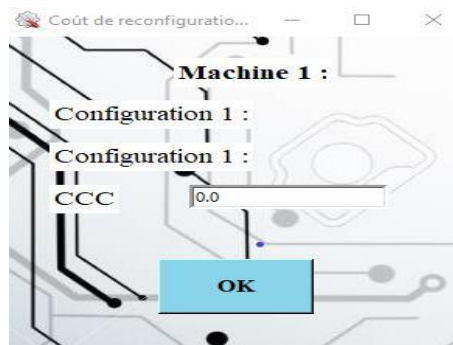 Coût de reconfiguratio...
Machine 1 :
Configuration 1 :
Configuration 1 :
CCC 0.0
OK